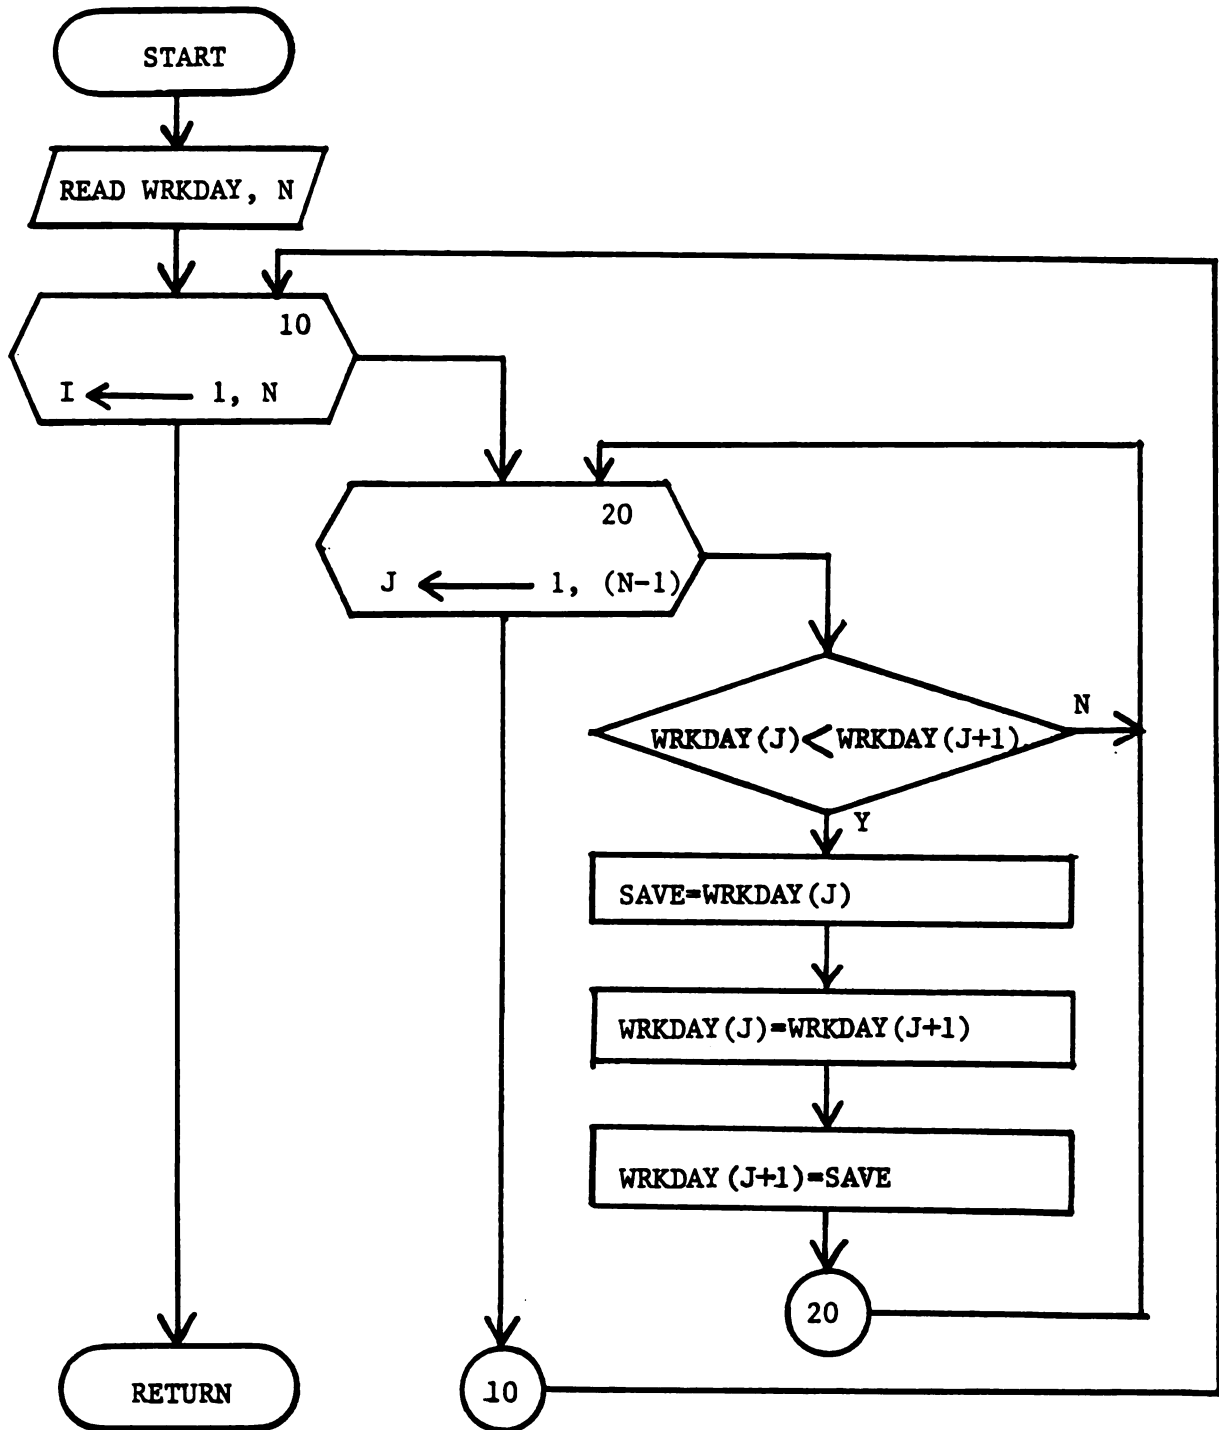 START
READ WRKDAY, N
10
I ← 1, N
20
J ← 1, (N-1)
WRKDAY(J)<WRKDAY(J+1)
N
Y
SAVE=WRKDAY(J)
WRKDAY(J)=WRKDAY(J+1)
WRKDAY(J+1)=SAVE
20
RETURN
10